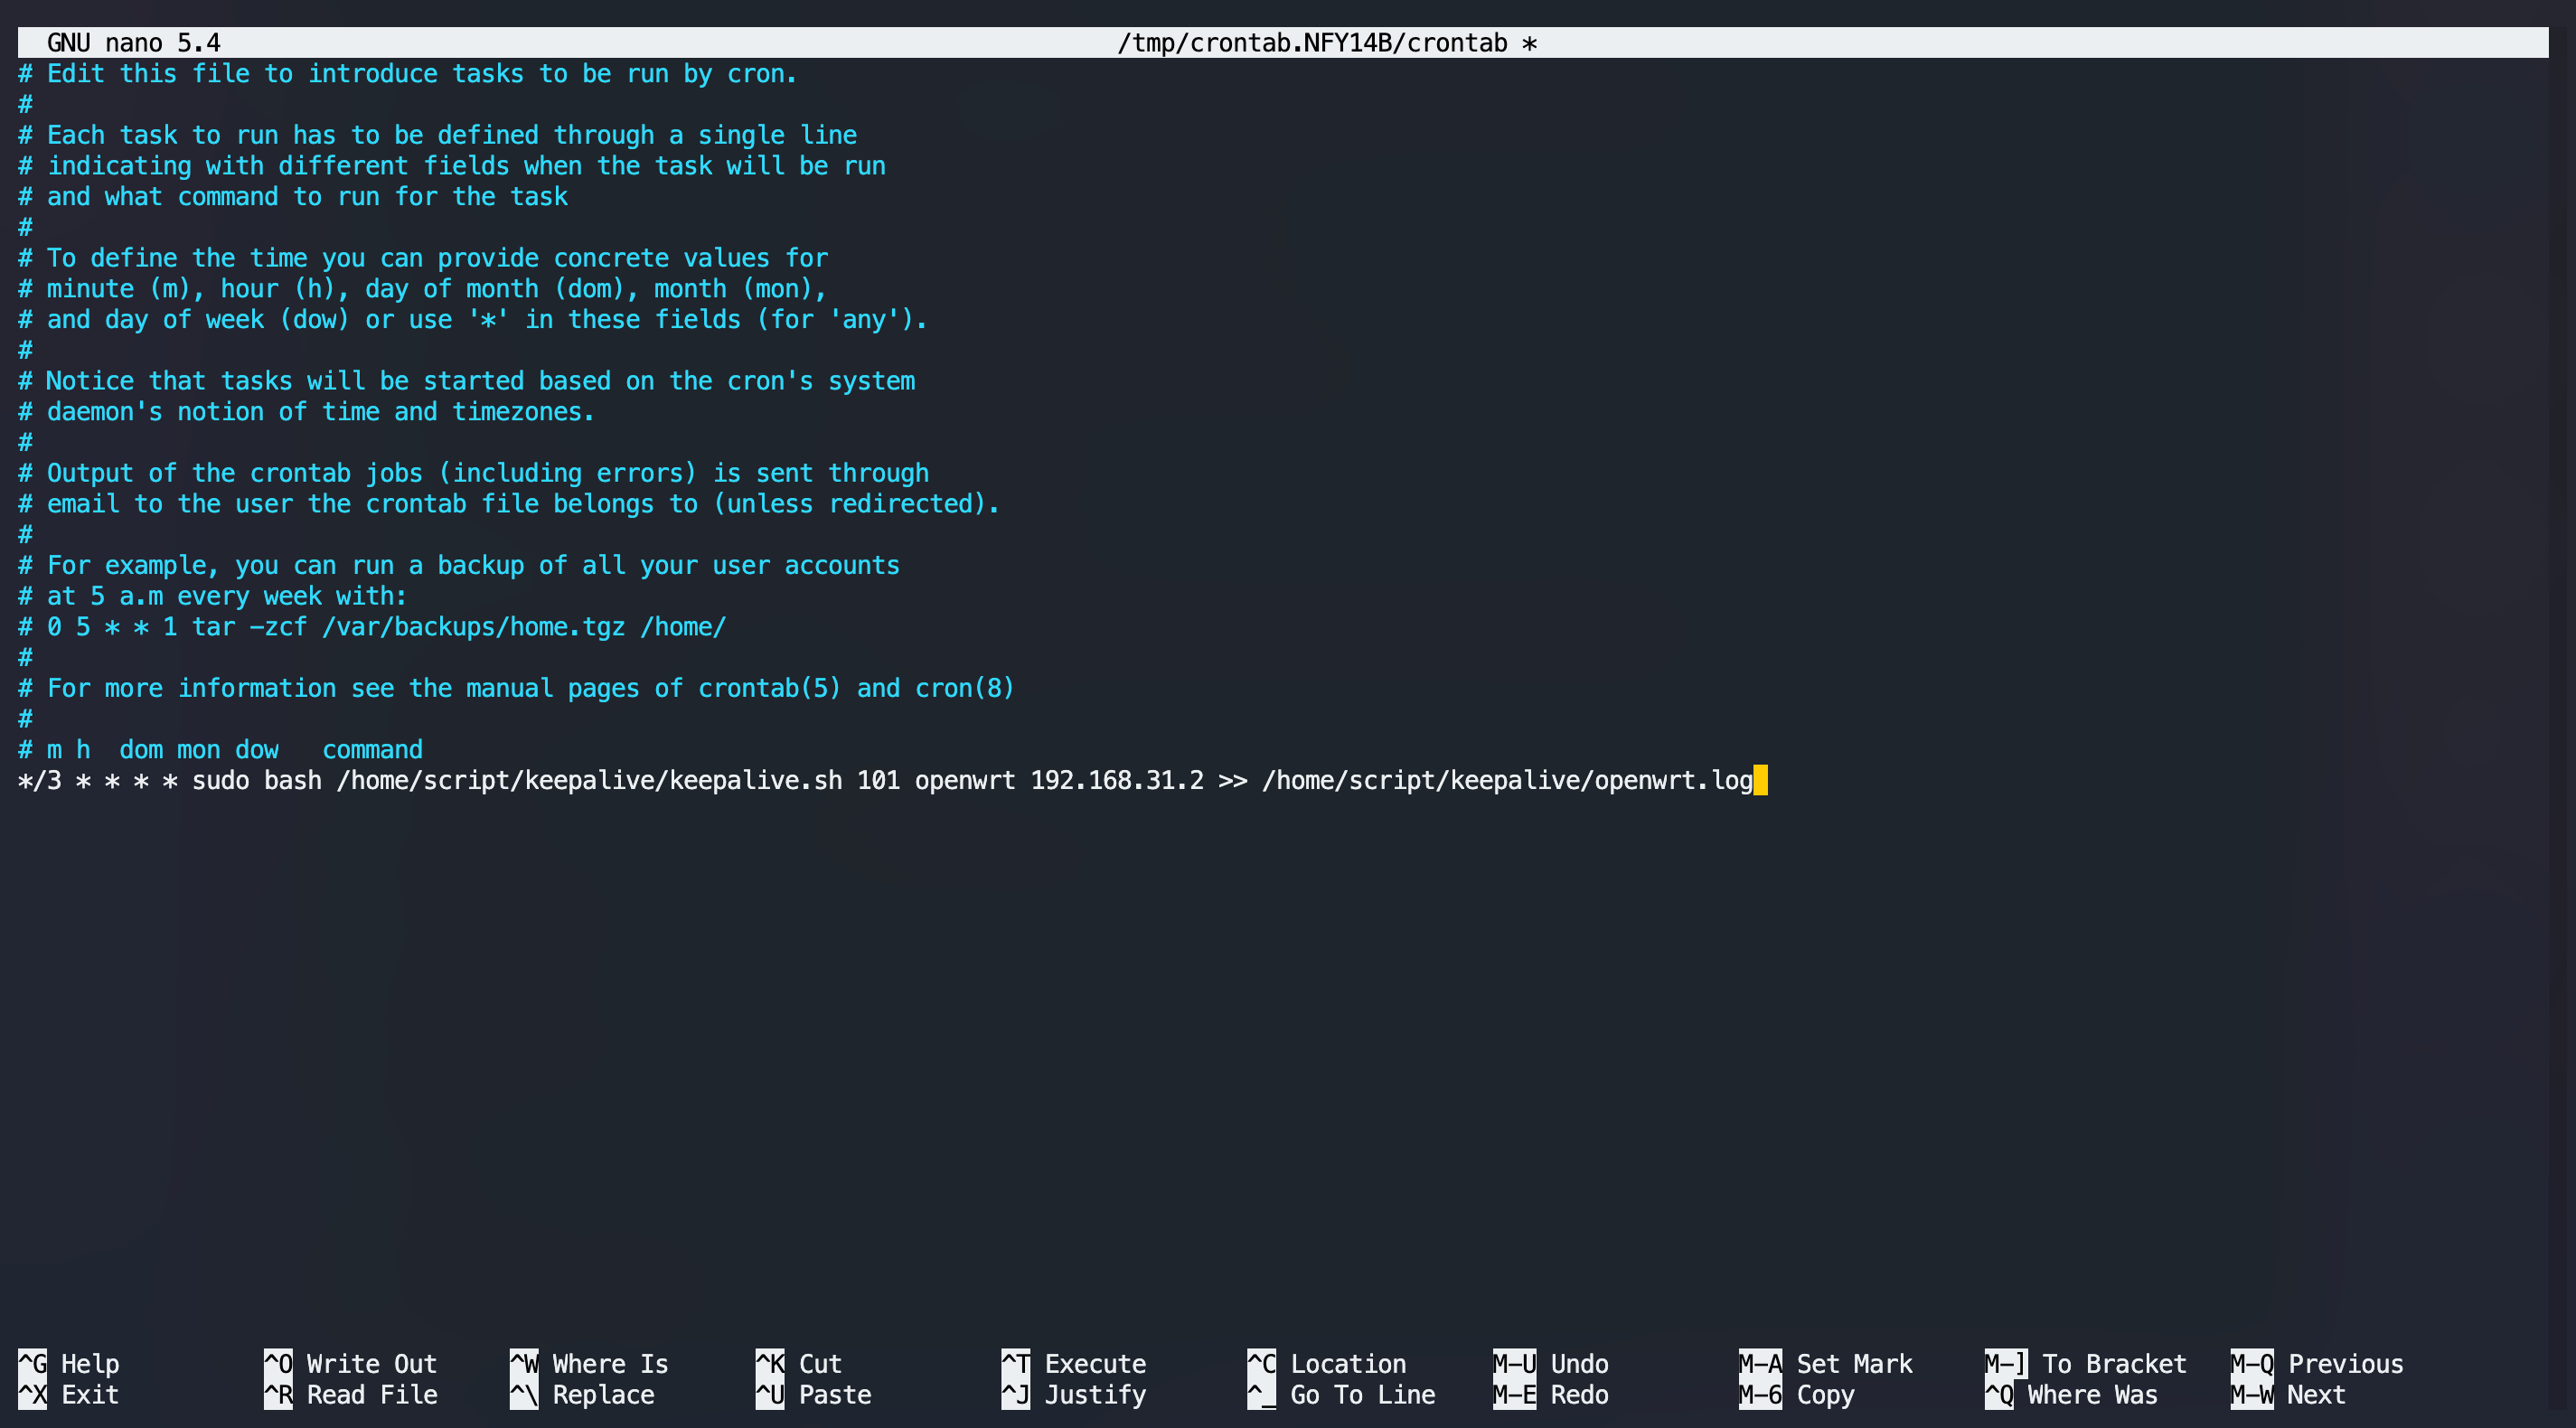 GNU nano 5.4 /tmp/crontab.NFY14B/crontab *
# Edit this file to introduce tasks to be run by cron.
#
# Each task to run has to be defined through a single line
# indicating with different fields when the task will be run
# and what command to run for the task
#
# To define the time you can provide concrete values for
# minute (m), hour (h), day of month (dom), month (mon),
# and day of week (dow) or use '*' in these fields (for 'any').
#
# Notice that tasks will be started based on the cron's system
# daemon's notion of time and timezones.
#
# Output of the crontab jobs (including errors) is sent through
# email to the user the crontab file belongs to (unless redirected).
#
# For example, you can run a backup of all your user accounts
# at 5 a.m every week with:
# 0 5 * * 1 tar -zcf /var/backups/home.tgz /home/
#
# For more information see the manual pages of crontab(5) and cron(8)
#
# m h  dom mon dow   command
*/3 * * * * sudo bash /home/script/keepalive/keepalive.sh 101 openwrt 192.168.31.2 >> /home/script/keepalive/openwrt.log
^G Help ^O Write Out ^W Where Is ^K Cut ^T Execute ^C Location M-U Undo M-A Set Mark M-] To Bracket M-Q Previous
^X Exit ^R Read File ^\ Replace ^U Paste ^J Justify ^_ Go To Line M-E Redo M-6 Copy ^Q Where Was M-W Next